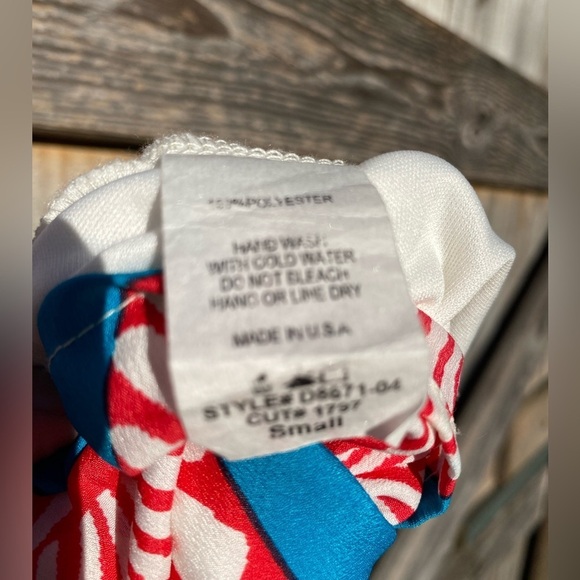 POLYESTER
HAND WASH
WITH COLD WATER
DO NOT BLEACH
HANG OR LINE DRY
MADE IN U.S.A.
STYLE# D8671-04
CUT# 1797
Small